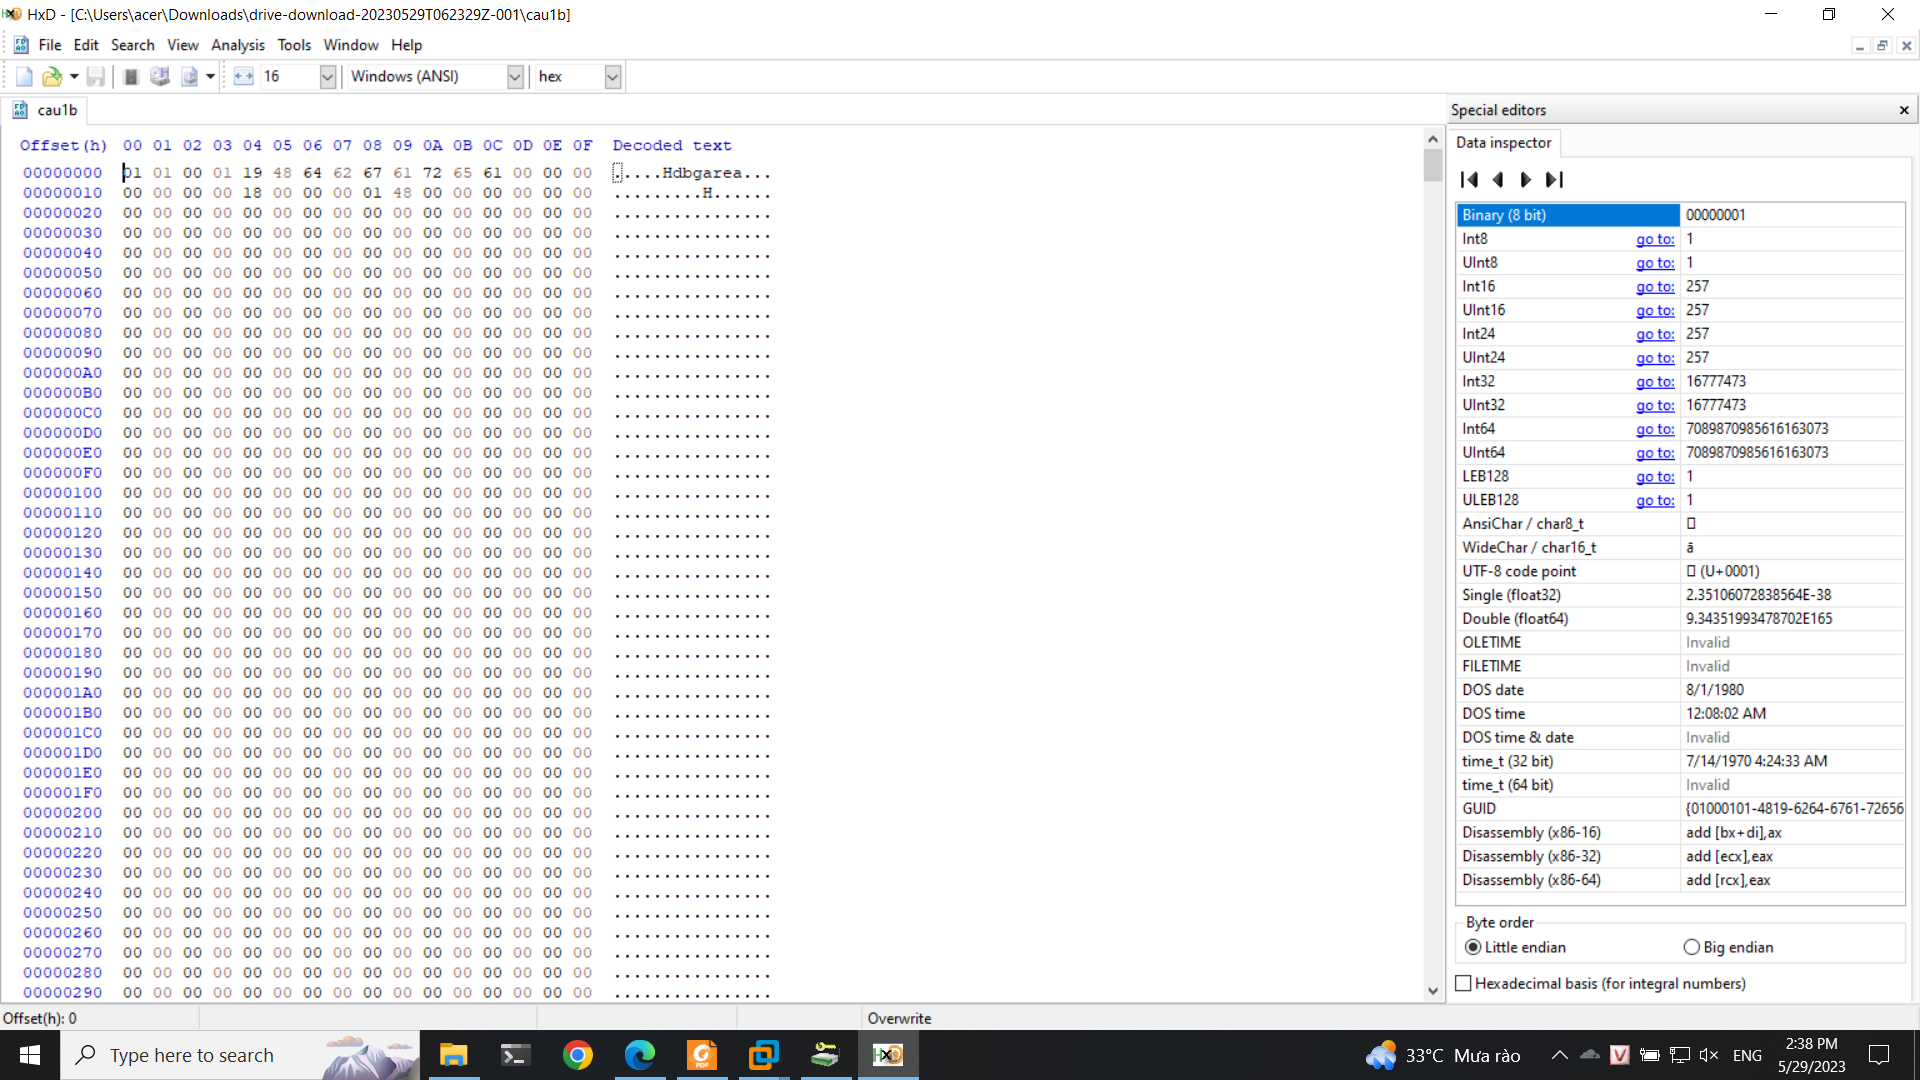 HxD - [C:\Users\acer\Downloads\drive-download-20230529T062329Z-001\cau1b]
File Edit Search View Analysis Tools Window Help
16 Windows (ANSI) hex
cau1b
Offset(h) 00 01 02 03 04 05 06 07 08 09 0A 0B 0C 0D 0E 0F Decoded text
00000000 01 01 00 01 19 48 64 62 67 61 72 65 61 00 00 00 .....Hdbgarea...
00000010 00 00 00 00 18 00 00 00 01 48 00 00 00 00 00 00 .........H......
00000020 00 00 00 00 00 00 00 00 00 00 00 00 00 00 00 00 ................
00000030 00 00 00 00 00 00 00 00 00 00 00 00 00 00 00 00 ................
00000040 00 00 00 00 00 00 00 00 00 00 00 00 00 00 00 00 ................
00000050 00 00 00 00 00 00 00 00 00 00 00 00 00 00 00 00 ................
00000060 00 00 00 00 00 00 00 00 00 00 00 00 00 00 00 00 ................
00000070 00 00 00 00 00 00 00 00 00 00 00 00 00 00 00 00 ................
00000080 00 00 00 00 00 00 00 00 00 00 00 00 00 00 00 00 ................
00000090 00 00 00 00 00 00 00 00 00 00 00 00 00 00 00 00 ................
000000A0 00 00 00 00 00 00 00 00 00 00 00 00 00 00 00 00 ................
000000B0 00 00 00 00 00 00 00 00 00 00 00 00 00 00 00 00 ................
000000C0 00 00 00 00 00 00 00 00 00 00 00 00 00 00 00 00 ................
000000D0 00 00 00 00 00 00 00 00 00 00 00 00 00 00 00 00 ................
000000E0 00 00 00 00 00 00 00 00 00 00 00 00 00 00 00 00 ................
000000F0 00 00 00 00 00 00 00 00 00 00 00 00 00 00 00 00 ................
00000100 00 00 00 00 00 00 00 00 00 00 00 00 00 00 00 00 ................
00000110 00 00 00 00 00 00 00 00 00 00 00 00 00 00 00 00 ................
00000120 00 00 00 00 00 00 00 00 00 00 00 00 00 00 00 00 ................
00000130 00 00 00 00 00 00 00 00 00 00 00 00 00 00 00 00 ................
00000140 00 00 00 00 00 00 00 00 00 00 00 00 00 00 00 00 ................
00000150 00 00 00 00 00 00 00 00 00 00 00 00 00 00 00 00 ................
00000160 00 00 00 00 00 00 00 00 00 00 00 00 00 00 00 00 ................
00000170 00 00 00 00 00 00 00 00 00 00 00 00 00 00 00 00 ................
00000180 00 00 00 00 00 00 00 00 00 00 00 00 00 00 00 00 ................
00000190 00 00 00 00 00 00 00 00 00 00 00 00 00 00 00 00 ................
000001A0 00 00 00 00 00 00 00 00 00 00 00 00 00 00 00 00 ................
000001B0 00 00 00 00 00 00 00 00 00 00 00 00 00 00 00 00 ................
000001C0 00 00 00 00 00 00 00 00 00 00 00 00 00 00 00 00 ................
000001D0 00 00 00 00 00 00 00 00 00 00 00 00 00 00 00 00 ................
000001E0 00 00 00 00 00 00 00 00 00 00 00 00 00 00 00 00 ................
000001F0 00 00 00 00 00 00 00 00 00 00 00 00 00 00 00 00 ................
00000200 00 00 00 00 00 00 00 00 00 00 00 00 00 00 00 00 ................
00000210 00 00 00 00 00 00 00 00 00 00 00 00 00 00 00 00 ................
00000220 00 00 00 00 00 00 00 00 00 00 00 00 00 00 00 00 ................
00000230 00 00 00 00 00 00 00 00 00 00 00 00 00 00 00 00 ................
00000240 00 00 00 00 00 00 00 00 00 00 00 00 00 00 00 00 ................
00000250 00 00 00 00 00 00 00 00 00 00 00 00 00 00 00 00 ................
00000260 00 00 00 00 00 00 00 00 00 00 00 00 00 00 00 00 ................
00000270 00 00 00 00 00 00 00 00 00 00 00 00 00 00 00 00 ................
00000280 00 00 00 00 00 00 00 00 00 00 00 00 00 00 00 00 ................
00000290 00 00 00 00 00 00 00 00 00 00 00 00 00 00 00 00 ................
Special editors
Data inspector
Binary (8 bit) 00000001
Int8 go to: 1
UInt8 go to: 1
Int16 go to: 257
UInt16 go to: 257
Int24 go to: 257
UInt24 go to: 257
Int32 go to: 16777473
UInt32 go to: 16777473
Int64 go to: 7089870985616163073
UInt64 go to: 7089870985616163073
LEB128 go to: 1
ULEB128 go to: 1
AnsiChar / char8_t
WideChar / char16_t ā
UTF-8 code point (U+0001)
Single (float32) 2.35106072838564E-38
Double (float64) 9.34351993478702E165
OLETIME Invalid
FILETIME Invalid
DOS date 8/1/1980
DOS time 12:08:02 AM
DOS time & date Invalid
time_t (32 bit) 7/14/1970 4:24:33 AM
time_t (64 bit) Invalid
GUID {01000101-4819-6264-6761-72656
Disassembly (x86-16) add [bx+di],ax
Disassembly (x86-32) add [ecx],eax
Disassembly (x86-64) add [rcx],eax
Byte order
Little endian Big endian
Hexadecimal basis (for integral numbers)
Offset(h): 0 Overwrite
Type here to search
33°C Mưa rào
ENG
2:38 PM
5/29/2023